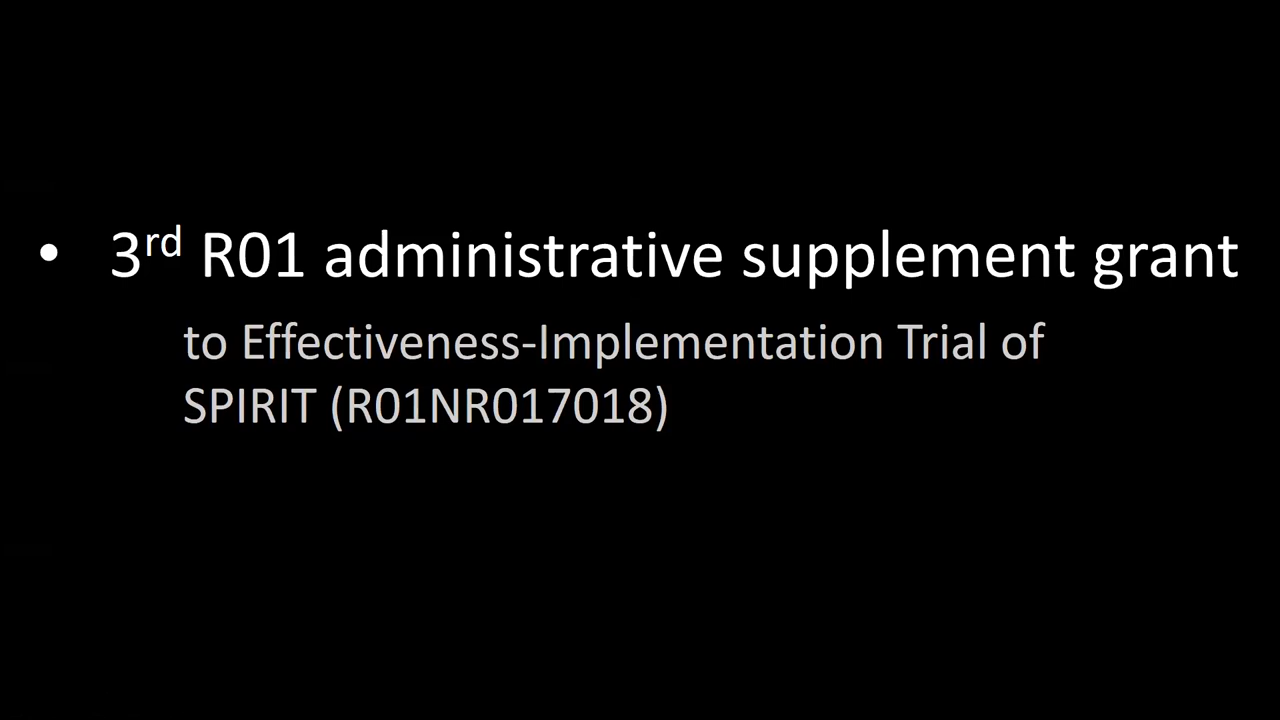 • 3rd R01 administrative supplement grant
to Effectiveness-Implementation Trial of
SPIRIT (R01NR017018)